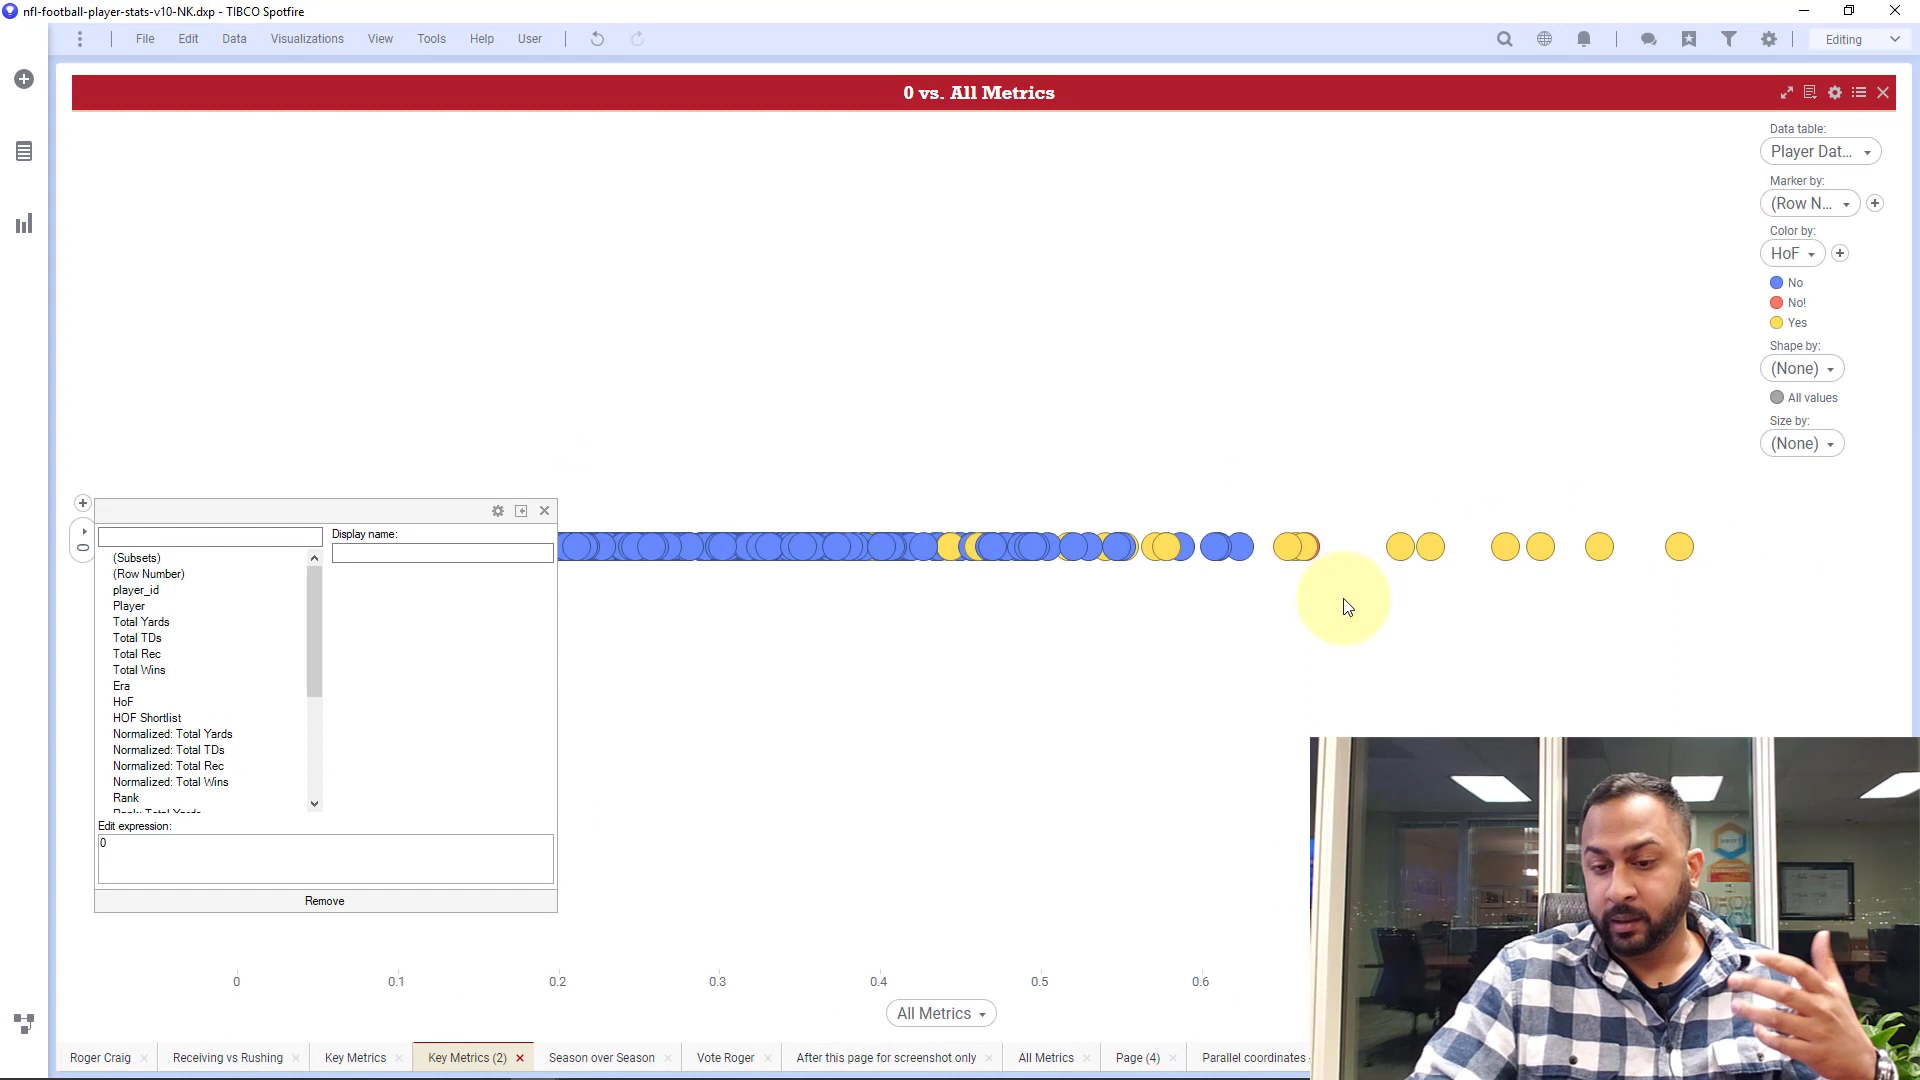 nfl-football-player-stats-v10-NK.dxp - TIBCO Spotfire
File Edit Data Visualizations View Tools Help User
Editing
0 vs. All Metrics
Data table:
Player Dat...
Marker by:
(Row N...
Color by:
HoF
No
No!
Yes
Shape by:
(None)
All values
Size by:
(None)
0
Display name:
(Subsets)
(Row Number)
player_id
Player
Total Yards
Total TDs
Total Rec
Total Wins
Era
HoF
HOF Shortlist
Normalized: Total Yards
Normalized: Total TDs
Normalized: Total Rec
Normalized: Total Wins
Rank
Rank: Total Yards
Edit expression:
0
Remove
0 0.1 0.2 0.3 0.4 0.5 0.6
All Metrics
Roger Craig Receiving vs Rushing Key Metrics Key Metrics (2) Season over Season Vote Roger After this page for screenshot only All Metrics Page (4) Parallel coordinates -